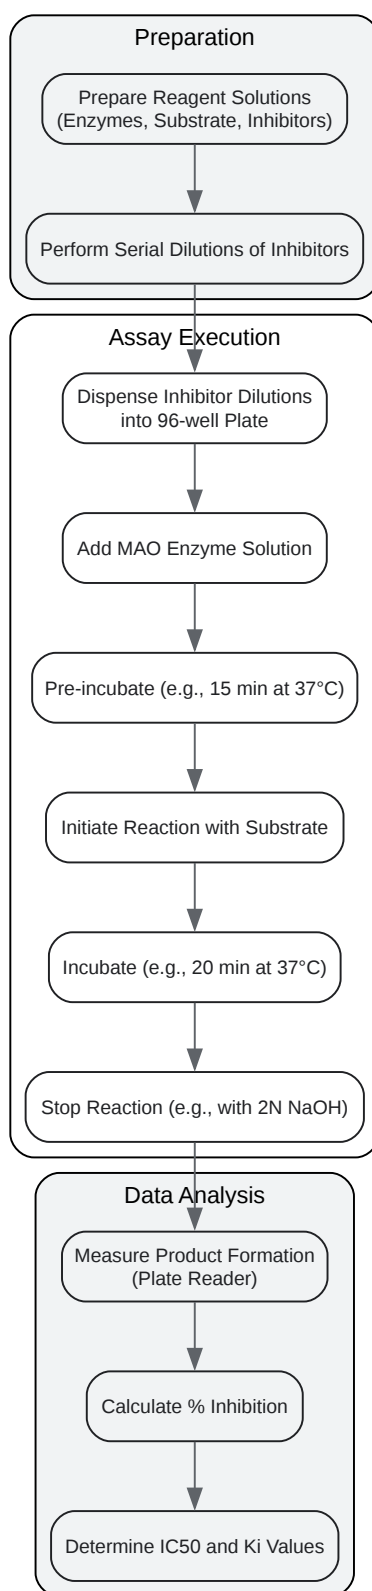 Preparation
Prepare Reagent Solutions
(Enzymes, Substrate, Inhibitors)
Perform Serial Dilutions of Inhibitors
Assay Execution
Dispense Inhibitor Dilutions
into 96-well Plate
Add MAO Enzyme Solution
Pre-incubate (e.g., 15 min at 37°C)
Initiate Reaction with Substrate
Incubate (e.g., 20 min at 37°C)
Stop Reaction (e.g., with 2N NaOH)
Data Analysis
Measure Product Formation
(Plate Reader)
Calculate % Inhibition
Determine IC50 and Ki Values